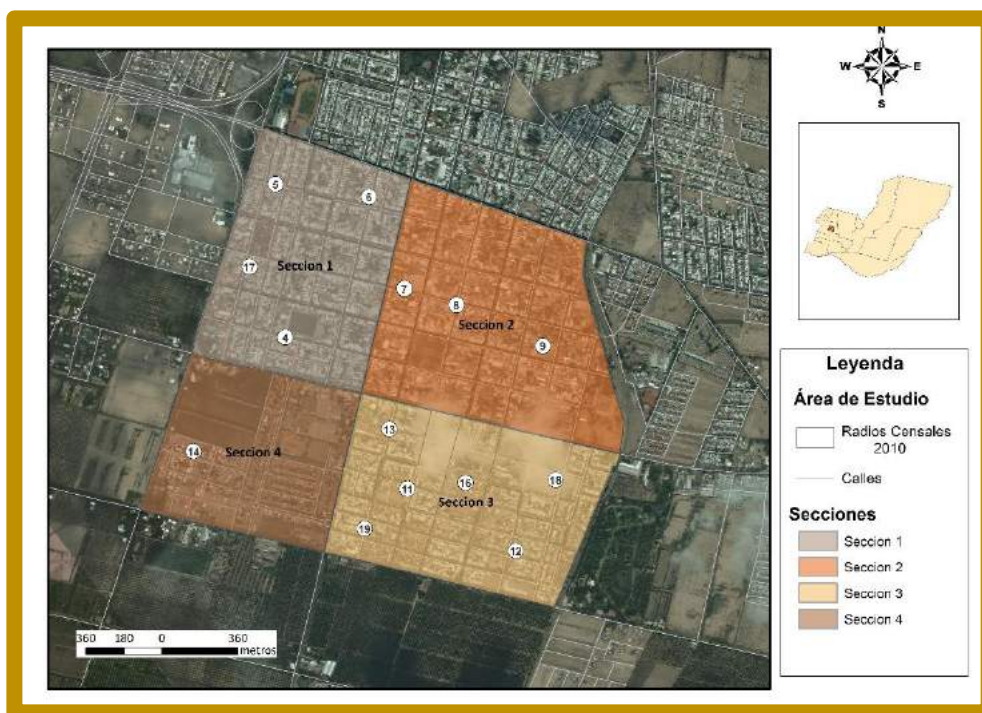 N
W E
S
5
6
17
Seccion 1
4
7
8
Seccion 2
9
13
14
Seccion 4
11
16
18
Seccion 3
19
12
360 180 0 360
metros
Leyenda
Área de Estudio
Radios Censales
2010
Calles
Secciones
Seccion 1
Seccion 2
Seccion 3
Seccion 4